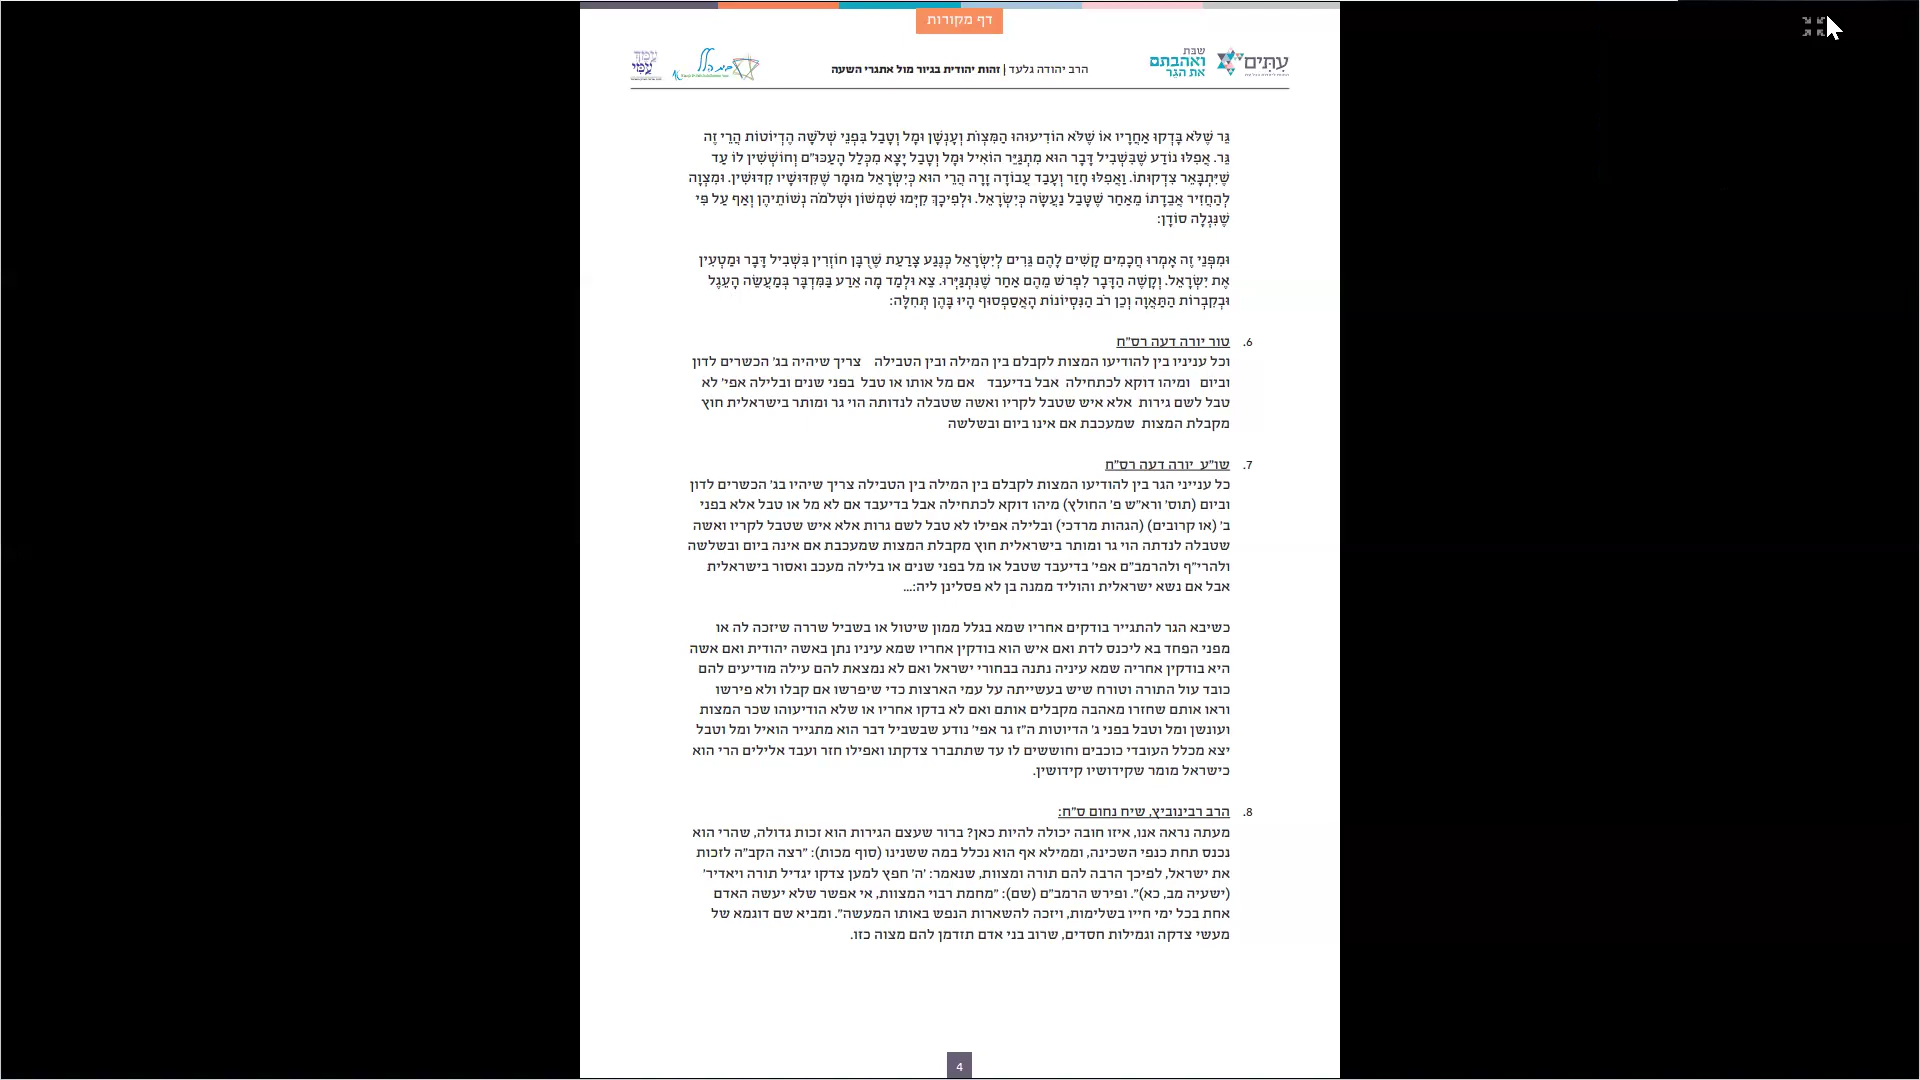 דף מקורות
עתים
שבת
ואהבתם
את הגר
הרב יהודה גלעד | זהות יהודית בגיור מול אתגרי השעה
עמך
עמי
גֵּר שֶׁלֹּא בָּדְקוּ אַחֲרָיו אוֹ שֶׁלֹּא הוֹדִיעוּהוּ הַמִּצְוֹת וְעָנְשָׁן וּמָל וְטָבַל בִּפְנֵי שְׁלֹשָׁה הֶדְיוֹטוֹת הֲרֵי זֶה
גֵּר. אֲפִלּוּ נוֹדַע שֶׁבִּשְׁבִיל דָּבָר הוּא מִתְגַּיֵּר הוֹאִיל וּמָל וְטָבַל יָצָא מִכְּלַל הָעַכּוּ"ם וְחוֹשְׁשִׁין לוֹ עַד
שֶׁיִּתְבָּאֵר צִדְקוּתוֹ. וַאֲפִלּוּ חָזַר וְעָבַד עֲבוֹדָה זָרָה הֲרֵי הוּא כְּיִשְׂרָאֵל מוּמָר שֶׁקִּדּוּשָׁיו קִדּוּשִׁין. וּמִצְוָה
לְהַחֲזִיר אֲבֵדָתוֹ מֵאַחַר שֶׁטָּבַל נַעֲשָׂה כְּיִשְׂרָאֵל. וּלְפִיכָךְ קִיְּמוּ שִׁמְשׁוֹן וּשְׁלֹמֹה נְשׁוֹתֵיהֶן וְאַף עַל פִּי
שֶׁנִּגְלָה סוֹדָן:
וּמִפְּנֵי זֶה אָמְרוּ חֲכָמִים קָשִׁים לָהֶם גֵּרִים לְיִשְׂרָאֵל כְּנֶגַע צָרַעַת שֶׁרֻבָּן חוֹזְרִין בִּשְׁבִיל דָּבָר וּמַטְעִין
אֶת יִשְׂרָאֵל. וְקָשֶׁה הַדָּבָר לִפְרֹשׁ מֵהֶם אַחַר שֶׁנִּתְגַּיְּרוּ. צֵא וּלְמַד מָה אֵרַע בַּמִּדְבָּר בְּמַעֲשֵׂה הָעֵגֶל
וּבְקִבְרוֹת הַתַּאֲוָה וְכֵן רֹב הַנִּסְיוֹנוֹת הָאֲסַפְסוּף הָיוּ בָּהֶן תְּחִלָּה:
6. טור יורה דעה רס"ח
וכל עניניו בין להודיעו המצות לקבלם בין המילה ובין הטבילה צריך שיהיה בג' הכשרים לדון
וביום ומיהו דוקא לכתחילה אבל בדיעבד אם מל אותו או טבל בפני שנים ובלילה אפי' לא
טבל לשם גירות אלא איש שטבל לקריו ואשה שטבלה לנדותה הוי גר ומותר בישראלית חוץ
מקבלת המצות שמעכבת אם אינו ביום ובשלשה
7. שו"ע יורה דעה רס"ח
כל ענייני הגר בין להודיעו המצות לקבלם בין המילה בין הטבילה צריך שיהיו בג' הכשרים לדון
וביום (תוס' ורא"ש פ' החולץ) מיהו דוקא לכתחילה אבל בדיעבד אם לא מל או טבל אלא בפני
ב' (או קרובים) (הגהות מרדכי) ובלילה אפילו לא טבל לשם גרות אלא איש שטבל לקריו ואשה
שטבלה לנדתה הוי גר ומותר בישראלית חוץ מקבלת המצות שמעכבת אם אינה ביום ובשלשה
ולהרי"ף ולהרמב"ם אפי' בדיעבד שטבל או מל בפני שנים או בלילה מעכב ואסור בישראלית
אבל אם נשא ישראלית והוליד ממנה בן לא פסלינן ליה:...
כשיבא הגר להתגייר בודקים אחריו שמא בגלל ממון שיטול או בשביל שררה שיזכה לה או
מפני הפחד בא ליכנס לדת ואם איש הוא בודקין אחריו שמא עיניו נתן באשה יהודית ואם אשה
היא בודקין אחריה שמא עיניה נתנה בבחורי ישראל ואם לא נמצאת להם עילה מודיעים להם
כובד עול התורה וטורח שיש בעשייתה על עמי הארצות כדי שיפרשו אם קבלו ולא פירשו
וראו אותם שחזרו מאהבה מקבלים אותם ואם לא בדקו אחריו או שלא הודיעוהו שכר המצות
ועונשן ומל וטבל בפני ג' הדיוטות ה"ז גר אפי' נודע שבשביל דבר הוא מתגייר הואיל ומל וטבל
יצא מכלל העובדי כוכבים וחוששים לו עד שתתברר צדקתו ואפילו חזר ועבד אלילים הרי הוא
כישראל מומר שקידושיו קידושין.
8. הרב רבינוביץ, שיח נחום ס"ח:
מעתה נראה אנו, איזו חובה יכולה להיות כאן? ברור שעצם הגירות הוא זכות גדולה, שהרי הוא
נכנס תחת כנפי השכינה, וממילא אף הוא נכלל במה ששנינו (סוף מכות): "רצה הקב"ה לזכות
את ישראל, לפיכך הרבה להם תורה ומצוות, שנאמר: 'ה' חפץ למען צדקו יגדיל תורה ויאדיר'
(ישעיה מב, כא)". ופירש הרמב"ם (שם): "מחמת רבוי המצוות, אי אפשר שלא יעשה האדם
אחת בכל ימי חייו בשלימות, ויזכה להשארות הנפש באותו המעשה". ומביא שם דוגמא של
מעשי צדקה וגמילות חסדים, שרוב בני אדם תזדמן להם מצוה כזו.
4